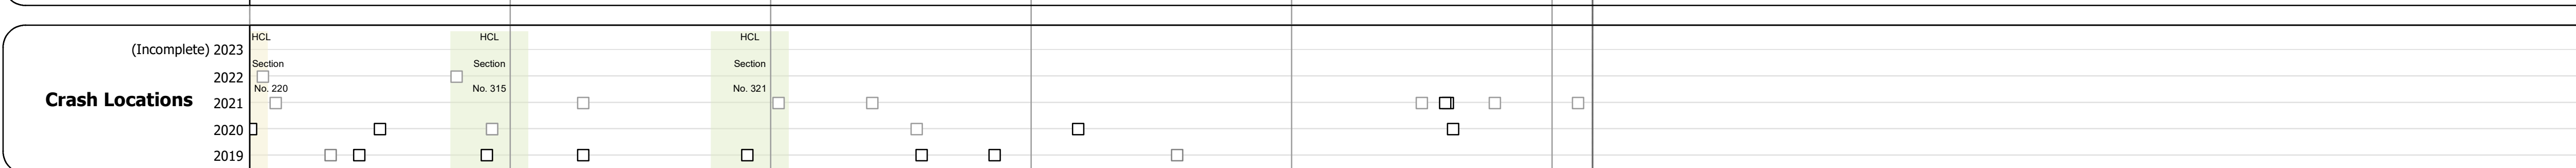 HCL HCL HCL
(Incomplete) 2023
Section Section Section
2022
No. 220 No. 315 No. 321
Crash Locations 2021
2020
2019